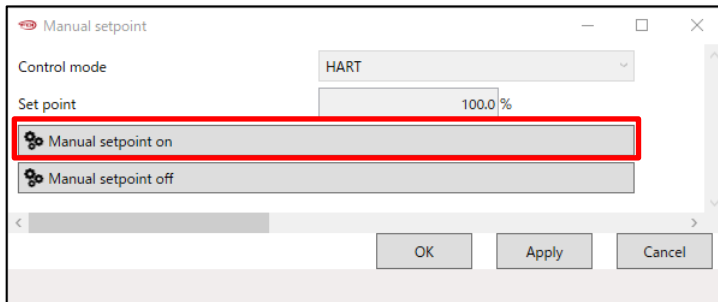 Manual setpoint
Control mode HART
Set point 100.0 %
Manual setpoint on
Manual setpoint off
OK Apply Cancel